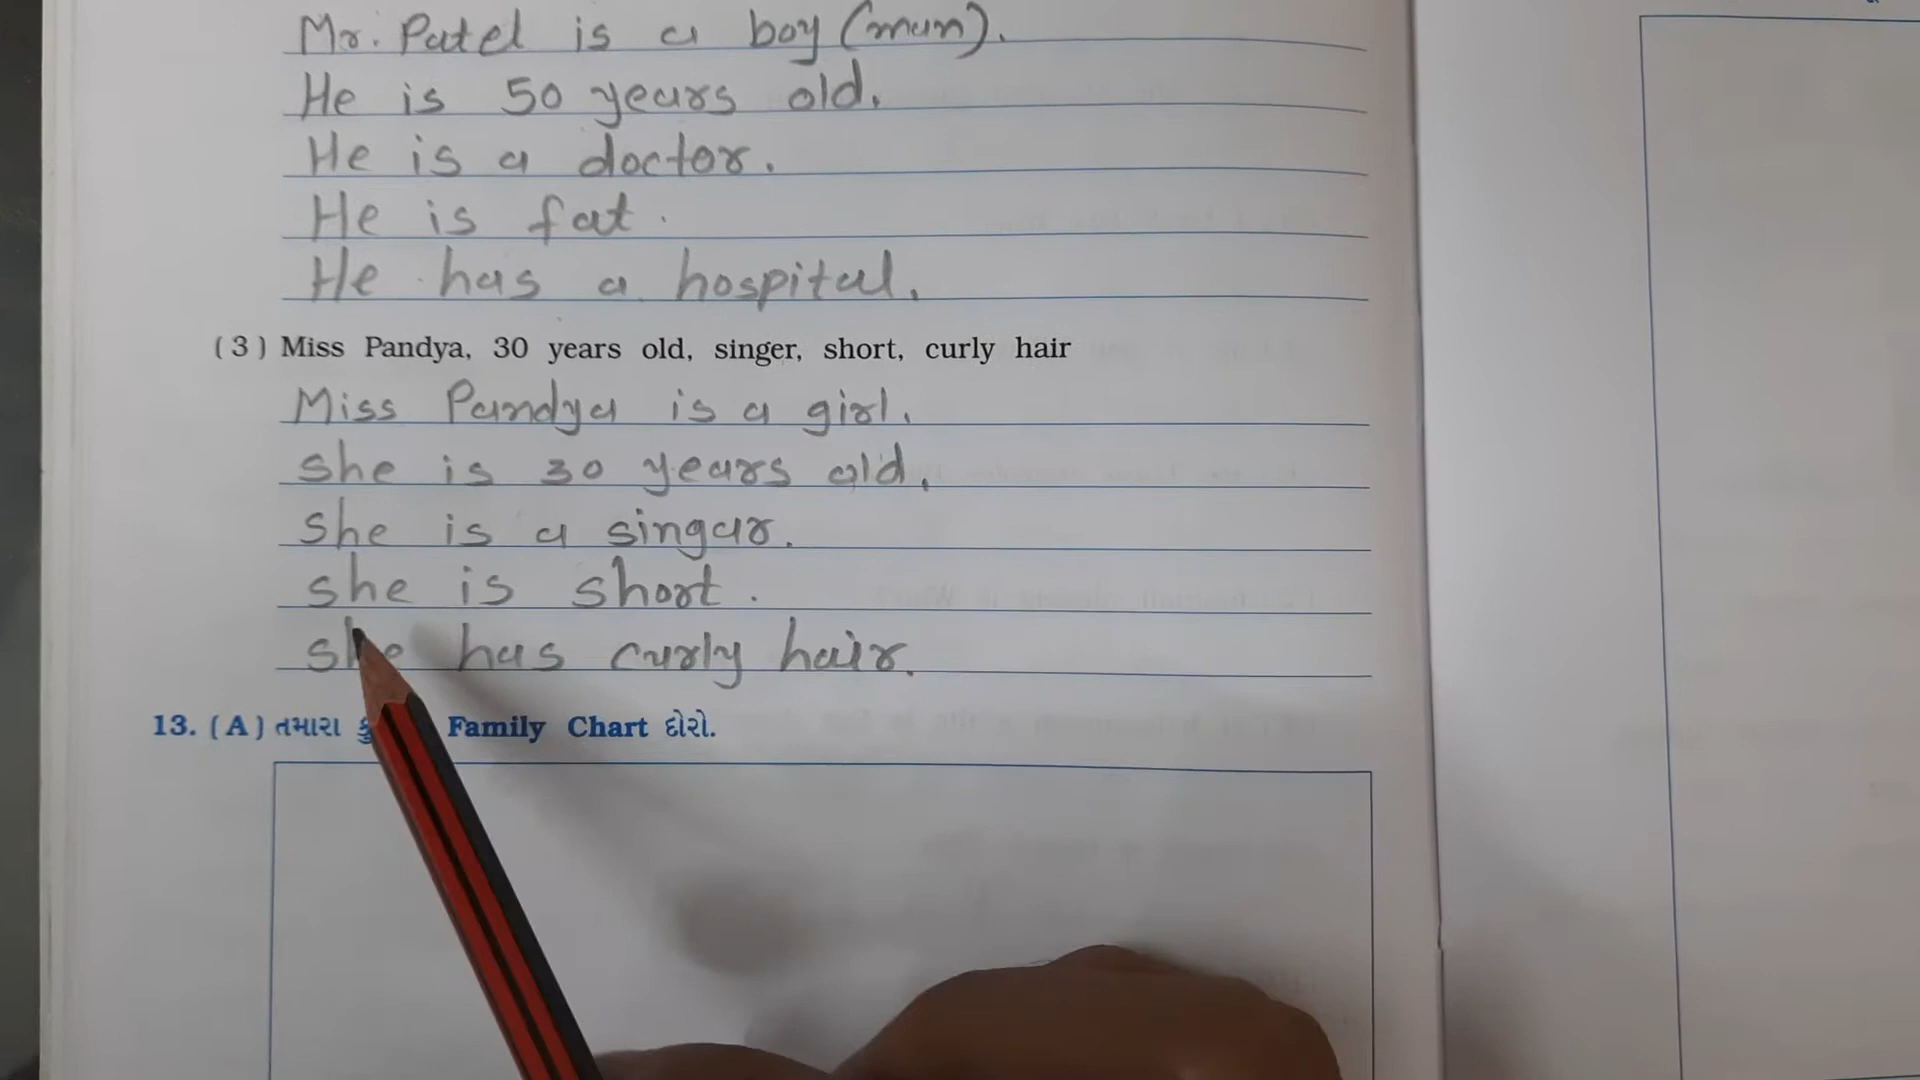 Mr. Patel is a boy (man).
He is 50 years old.
He is a doctor.
He is fat.
He has a hospital.
(3) Miss Pandya, 30 years old, singer, short, curly hair
Miss Pandya is a girl.
She is 30 years old.
She is a singar.
She is short.
She has curly hair.
13. (A) તમારા Family Chart દોરો.